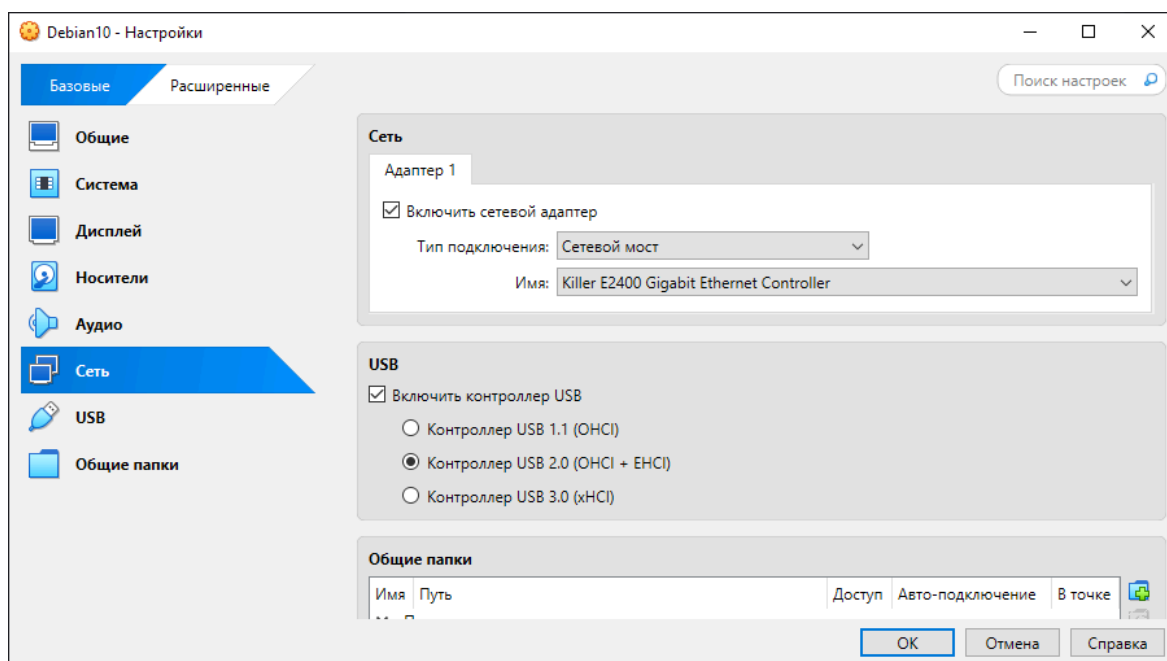 Debian10 - Настройки
Базовые
Расширенные
Поиск настроек
Общие
Система
Дисплей
Носители
Аудио
Сеть
USB
Общие папки
Сеть
Адаптер 1
Включить сетевой адаптер
Тип подключения: Сетевой мост
Имя: Killer E2400 Gigabit Ethernet Controller
USB
Включить контроллер USB
Контроллер USB 1.1 (OHCI)
Контроллер USB 2.0 (OHCI + EHCI)
Контроллер USB 3.0 (xHCI)
Общие папки
Имя Путь Доступ Авто-подключение В точке
OK Отмена Справка